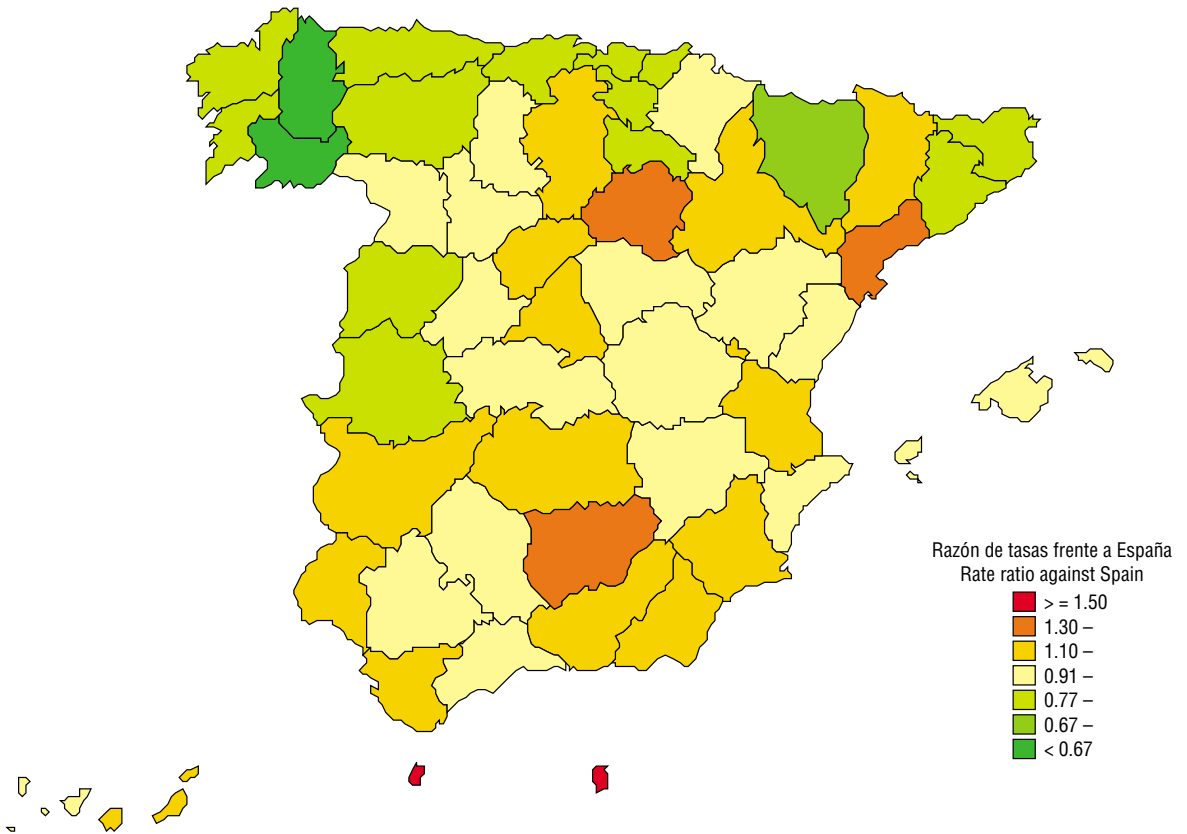 Razón de tasas frente a España
Rate ratio against Spain
> = 1.50
1.30 –
1.10 –
0.91 –
0.77 –
0.67 –
< 0.67